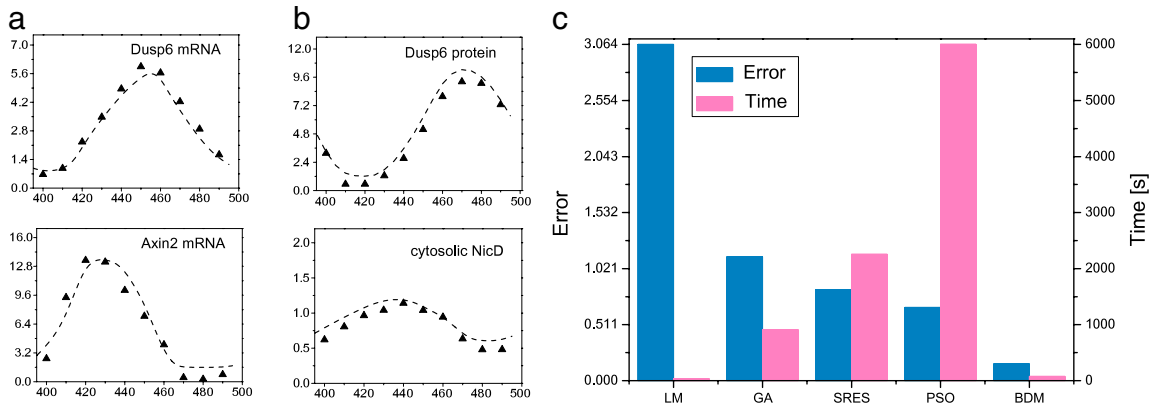 a
Dusp6 mRNA
7.0
5.6
4.2
2.8
1.4
0.0
400 420 440 460 480 500
Axin2 mRNA
16.0
12.8
9.6
6.4
3.2
0.0
400 420 440 460 480 500
b
Dusp6 protein
12.0
9.6
7.2
4.8
2.4
0.0
400 420 440 460 480 500
cytosolic NicD
2.0
1.5
1.0
0.5
0.0
400 420 440 460 480 500
c
Error
Time
Error
3.064
2.554
2.043
1.532
1.021
0.511
0.000
LM GA SRES PSO BDM
6000
5000
4000
3000
2000
1000
0
Time [s]